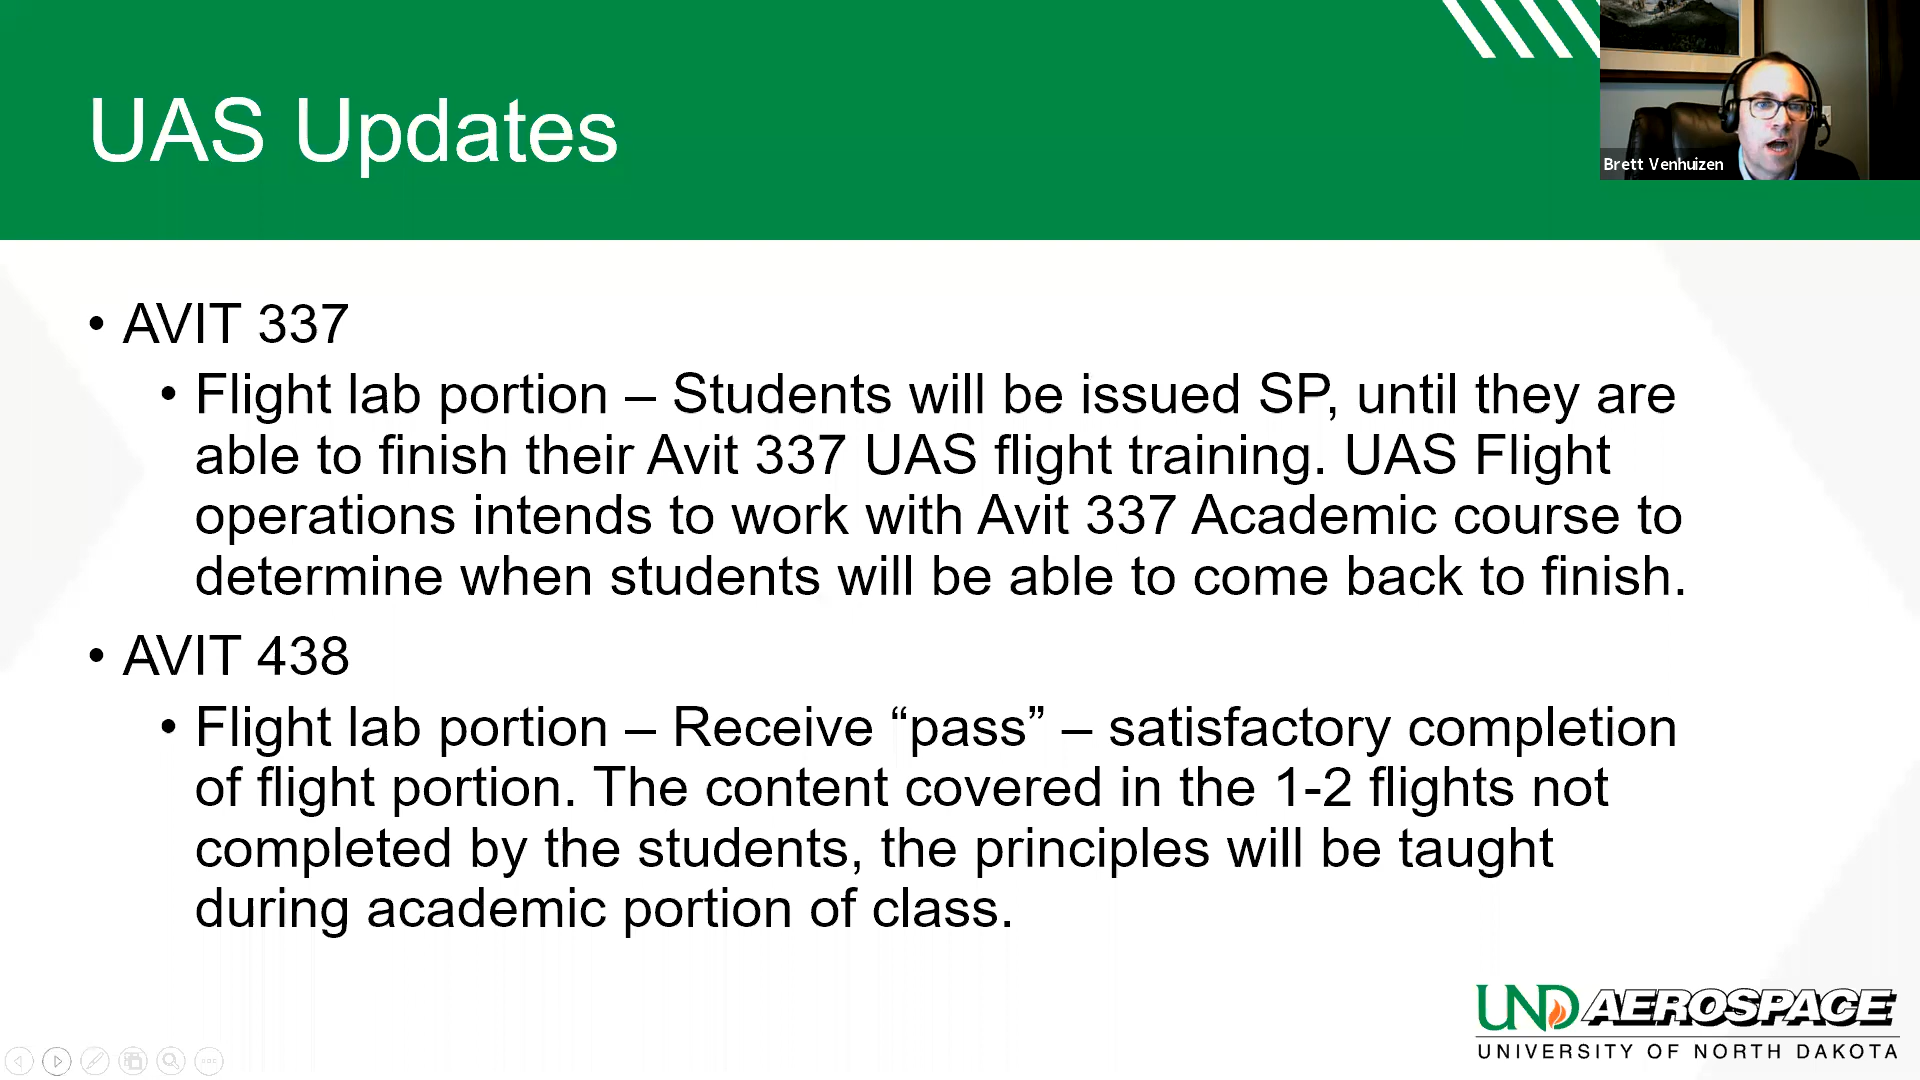 UAS Updates
Brett Venhuizen
• AVIT 337
• Flight lab portion – Students will be issued SP, until they are
able to finish their Avit 337 UAS flight training. UAS Flight
operations intends to work with Avit 337 Academic course to
determine when students will be able to come back to finish.
• AVIT 438
• Flight lab portion – Receive “pass” – satisfactory completion
of flight portion. The content covered in the 1-2 flights not
completed by the students, the principles will be taught
during academic portion of class.
UND AEROSPACE
UNIVERSITY OF NORTH DAKOTA